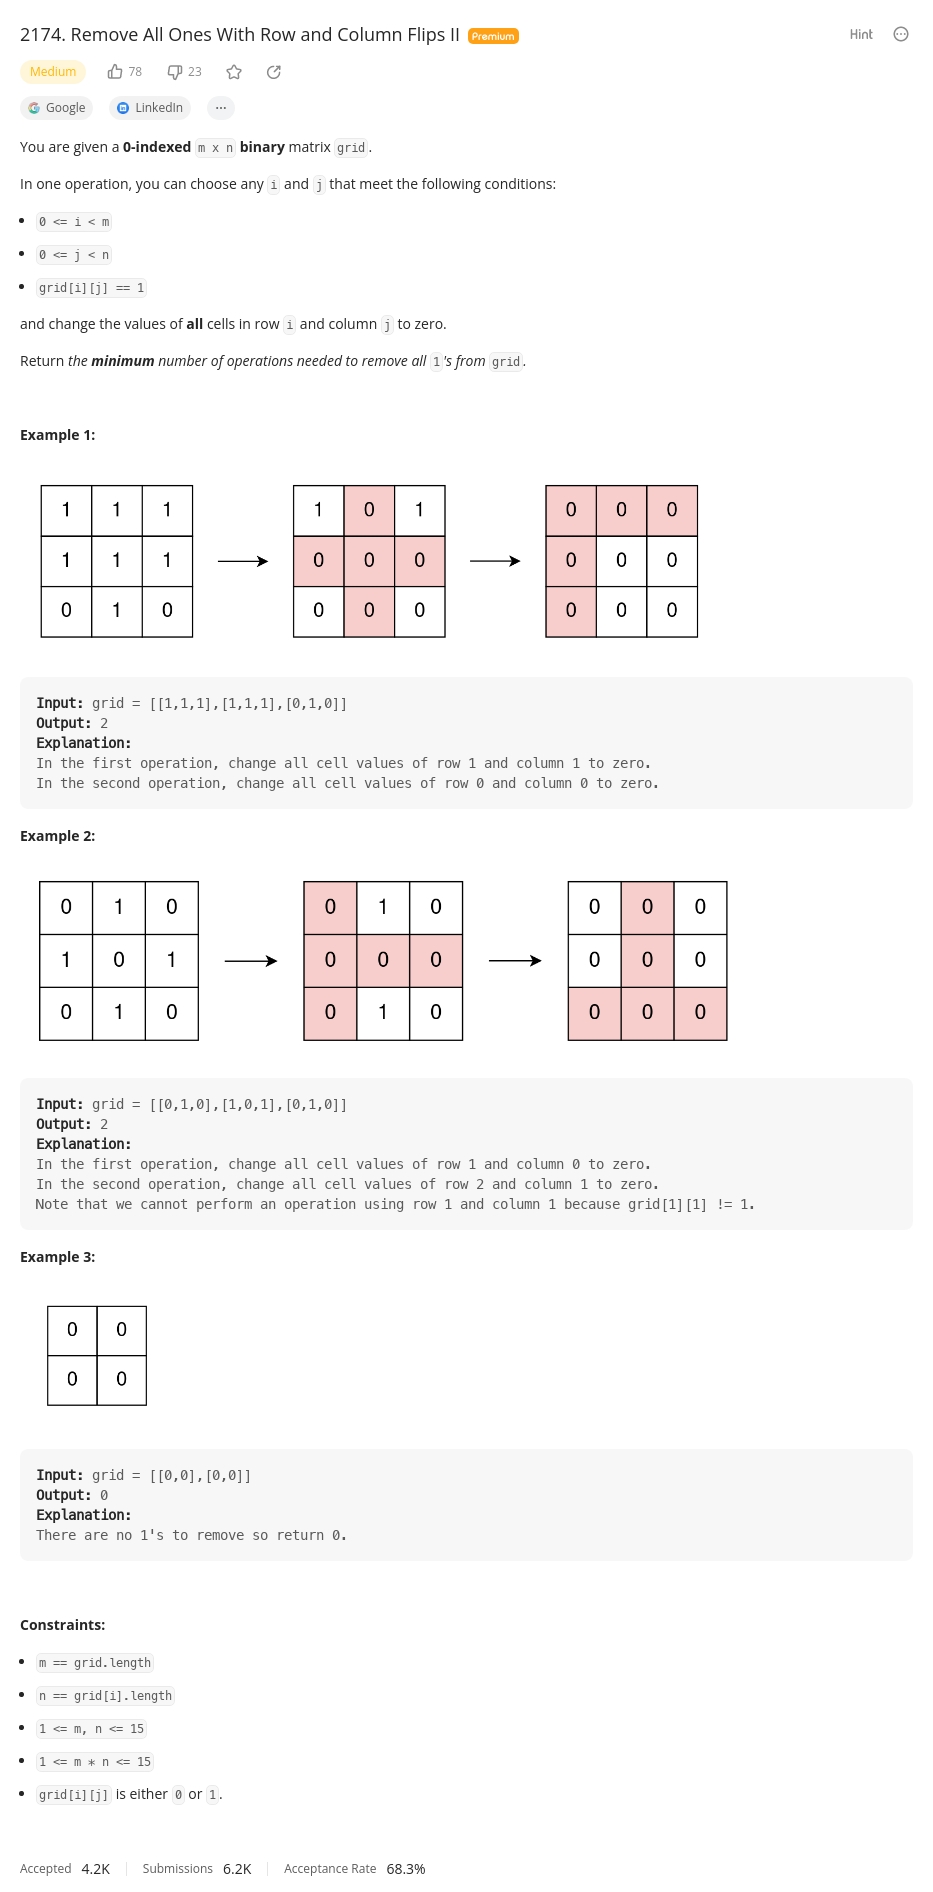 2174. Remove All Ones With Row and Column Flips II Premium Hint
Medium 78 23
Google LinkedIn ...
You are given a 0-indexed m x n binary matrix grid.
In one operation, you can choose any i and j that meet the following conditions:
• 0 <= i < m
• 0 <= j < n
• grid[i][j] == 1
and change the values of all cells in row i and column j to zero.
Return the minimum number of operations needed to remove all 1's from grid.
Example 1:
1 1 1 1 0 1 0 0 0
1 1 1 0 0 0 0 0 0
0 1 0 0 0 0 0 0 0
Input: grid = [[1,1,1],[1,1,1],[0,1,0]]
Output: 2
Explanation:
In the first operation, change all cell values of row 1 and column 1 to zero.
In the second operation, change all cell values of row 0 and column 0 to zero.
Example 2:
0 1 0 0 1 0 0 0 0
1 0 1 0 0 0 0 0 0
0 1 0 0 1 0 0 0 0
Input: grid = [[0,1,0],[1,0,1],[0,1,0]]
Output: 2
Explanation:
In the first operation, change all cell values of row 1 and column 0 to zero.
In the second operation, change all cell values of row 2 and column 1 to zero.
Note that we cannot perform an operation using row 1 and column 1 because grid[1][1] != 1.
Example 3:
0 0
0 0
Input: grid = [[0,0],[0,0]]
Output: 0
Explanation:
There are no 1's to remove so return 0.
Constraints:
• m == grid.length
• n == grid[i].length
• 1 <= m, n <= 15
• 1 <= m * n <= 15
• grid[i][j] is either 0 or 1.
Accepted 4.2K Submissions 6.2K Acceptance Rate 68.3%